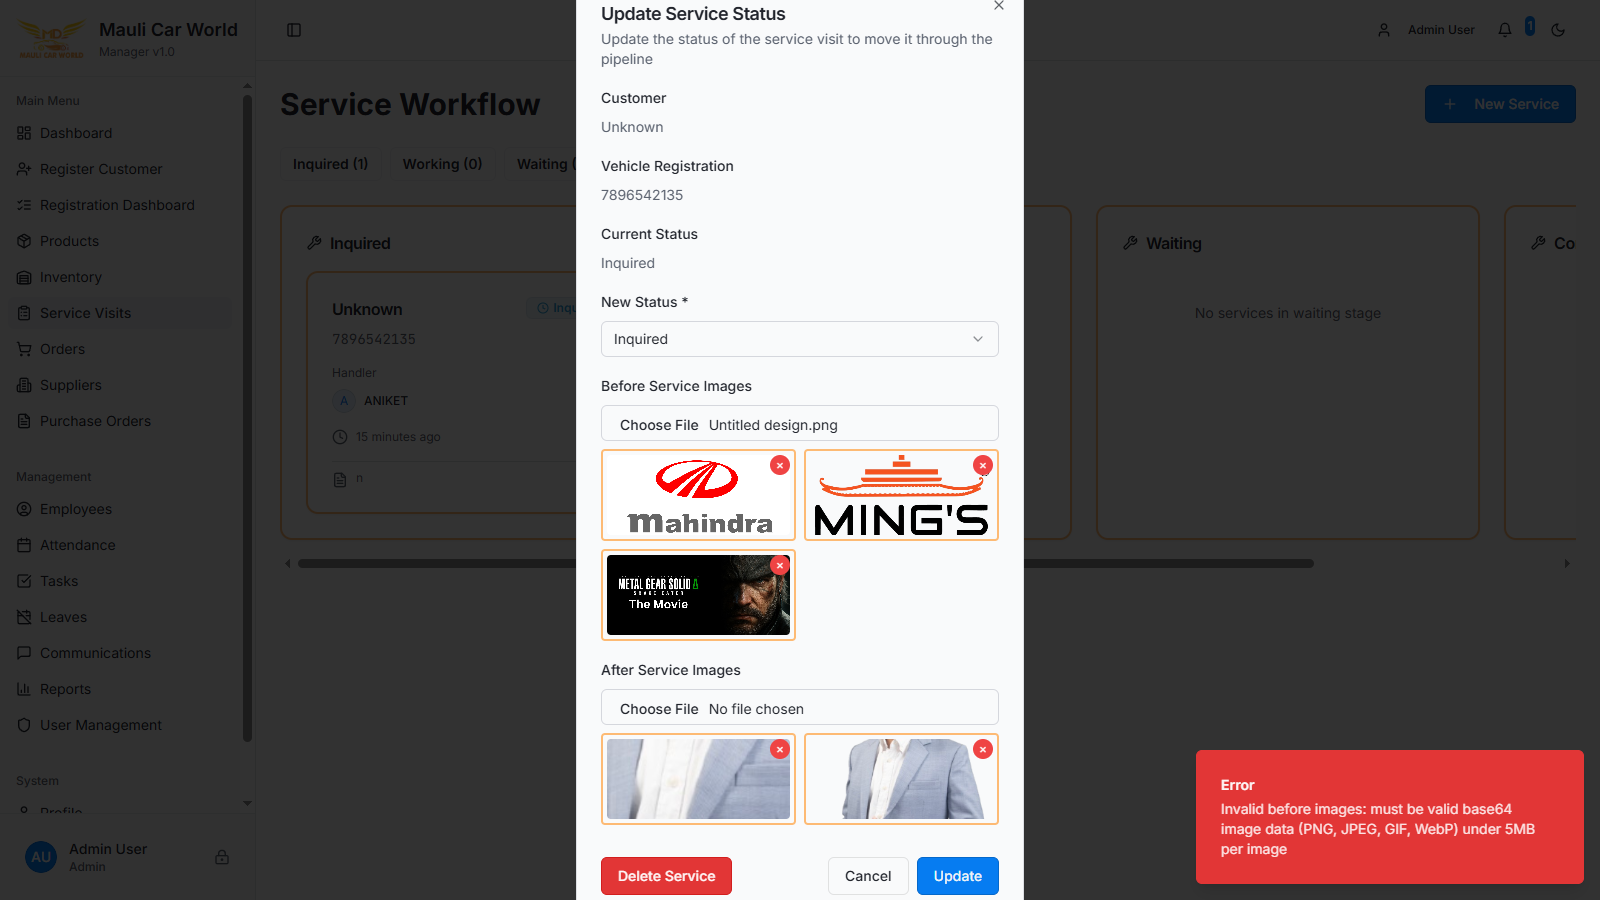 MAULI CAR WORLD
Mauli Car World
Manager v1.0
Main Menu
Dashboard
Register Customer
Registration Dashboard
Products
Inventory
Service Visits
Orders
Suppliers
Purchase Orders
Management
Employees
Attendance
Tasks
Leaves
Communications
Reports
User Management
System
Profile
AU
Admin User
Admin
Admin User
1
Service Workflow
New Service
Inquired (1)
Working (0)
Waiting (
Inquired
Unknown
Inqu
7896542135
Handler
A
ANIKET
15 minutes ago
n
Waiting
No services in waiting stage
Co
Update Service Status
Update the status of the service visit to move it through the
pipeline
Customer
Unknown
Vehicle Registration
7896542135
Current Status
Inquired
New Status *
Inquired
Before Service Images
Choose File Untitled design.png
mahindra
MING'S
METAL GEAR SOLID Δ
SNAKE EATER
The Movie
After Service Images
Choose File No file chosen
Delete Service
Cancel
Update
Error
Invalid before images: must be valid base64
image data (PNG, JPEG, GIF, WebP) under 5MB
per image